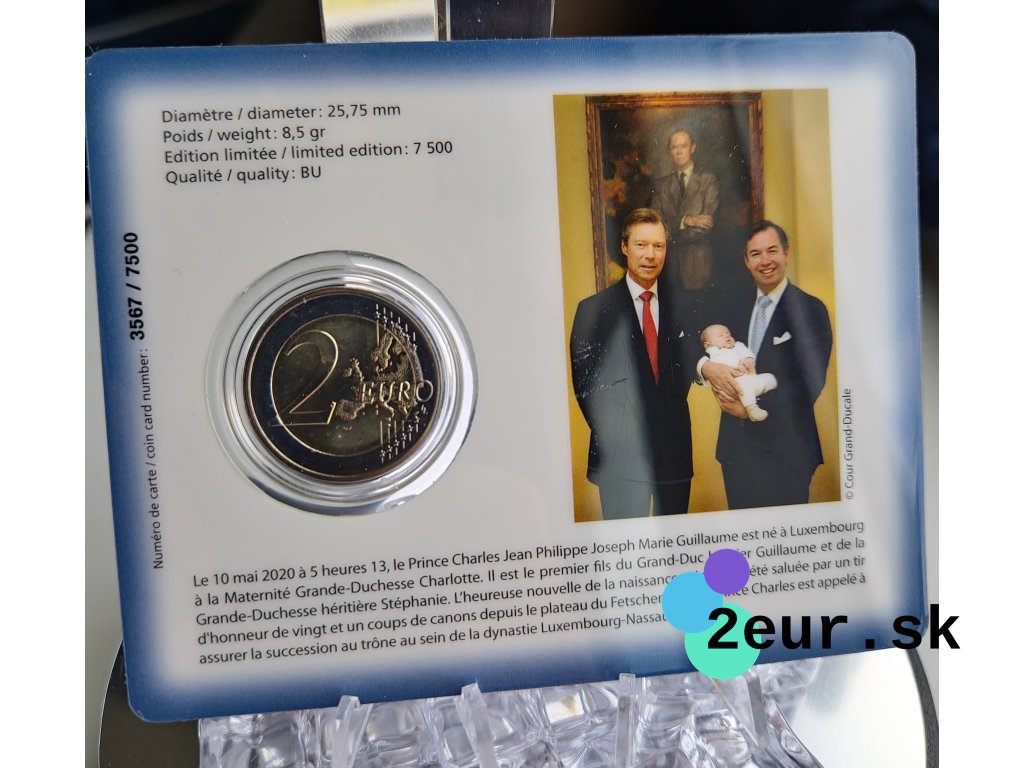 Diamètre / diameter: 25,75 mm
Poids / weight: 8,5 gr
Edition limitée / limited edition: 7 500
Qualité / quality: BU
Numéro de carte / coin card number: 3567 / 7500
2 EURO
© Cour Grand-Ducale
Le 10 mai 2020 à 5 heures 13, le Prince Charles Jean Philippe Joseph Marie Guillaume est né à Luxembourg
à la Maternité Grande-Duchesse Charlotte. Il est le premier fils du Grand-Duc Guillaume et de la
Grande-Duchesse héritière Stéphanie. L'heureuse nouvelle de la naissance été saluée par un tir
d'honneur de vingt et un coups de canons depuis le plateau du Fetschen Charles est appelé à
assurer la succession au trône au sein de la dynastie Luxembourg-Nassau
2eur.sk